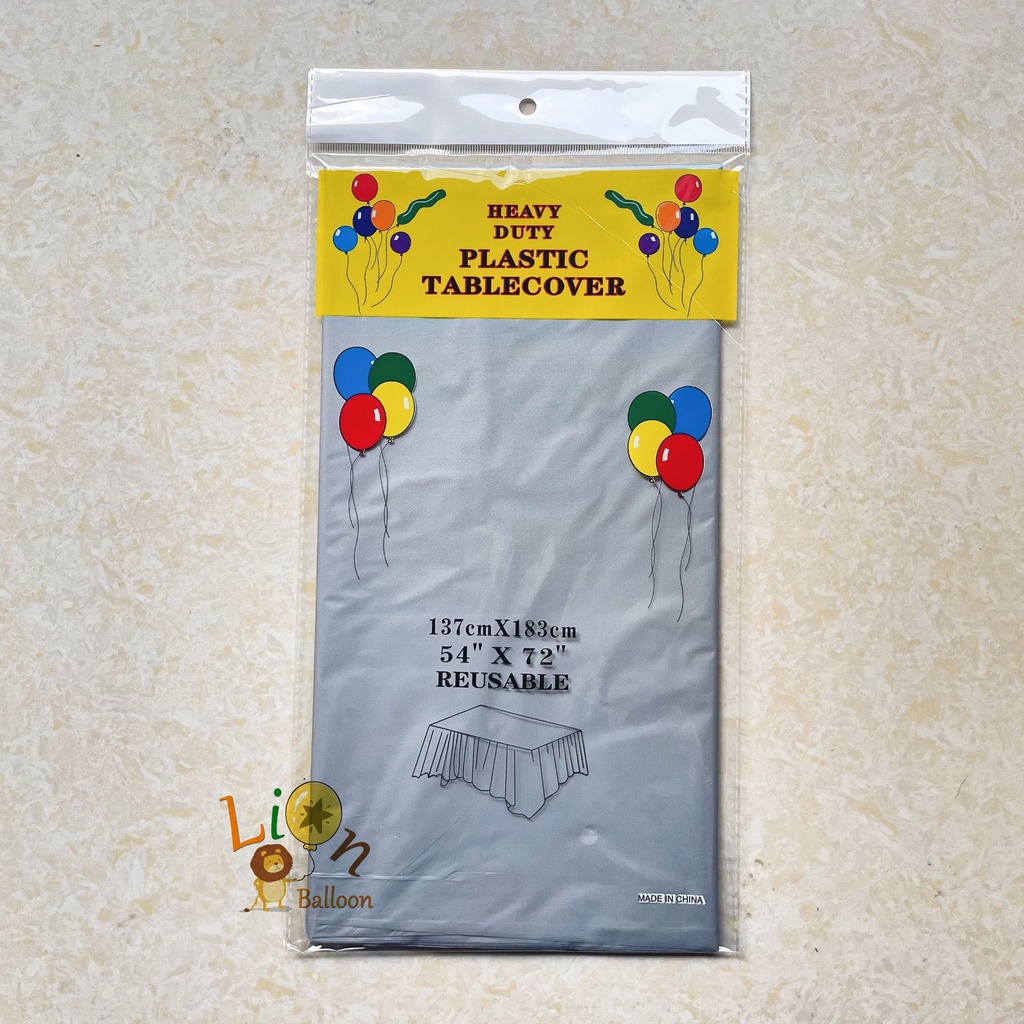 HEAVY
DUTY
PLASTIC
TABLECOVER
137cmX183cm
54" X 72"
REUSABLE
LiOn
Balloon
MADE IN CHINA